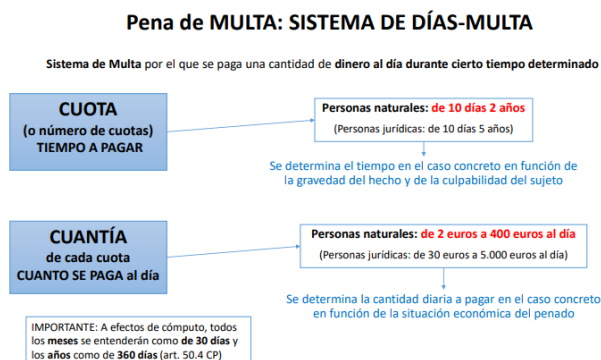 Pena de MULTA: SISTEMA DE DÍAS-MULTA
Sistema de Multa por el que se paga una cantidad de dinero al día durante cierto tiempo determinado
CUOTA
(o número de cuotas)
TIEMPO A PAGAR
Personas naturales: de 10 días 2 años
(Personas jurídicas: de 10 días 5 años)
Se determina el tiempo en el caso concreto en función de
la gravedad del hecho y de la culpabilidad del sujeto
CUANTÍA
de cada cuota
CUANTO SE PAGA al día
Personas naturales: de 2 euros a 400 euros al día
(Personas jurídicas: de 30 euros a 5.000 euros al día)
Se determina la cantidad diaria a pagar en el caso concreto
en función de la situación económica del penado
IMPORTANTE: A efectos de cómputo, todos
los meses se entenderán como de 30 días y
los años como de 360 días (art. 50.4 CP)